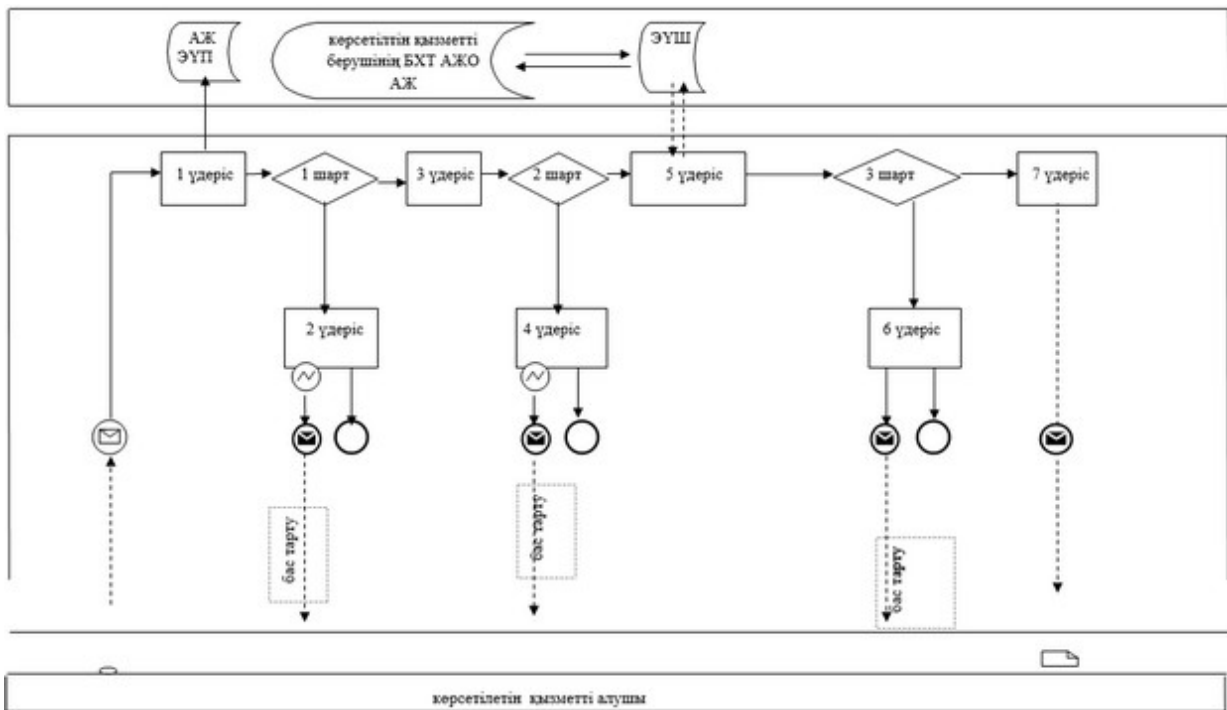 АЖ
ЭҮП
көрсетілтін қызметті
берушінің БХТ АЖО
АЖ
ЭҮШ
1 үдеріс
1 шарт
3 үдеріс
2 шарт
5 үдеріс
3 шарт
7 үдеріс
2 үдеріс
4 үдеріс
6 үдеріс
бас тарту
бас тарту
бас тарту
көрсетілетін қызметті алушы